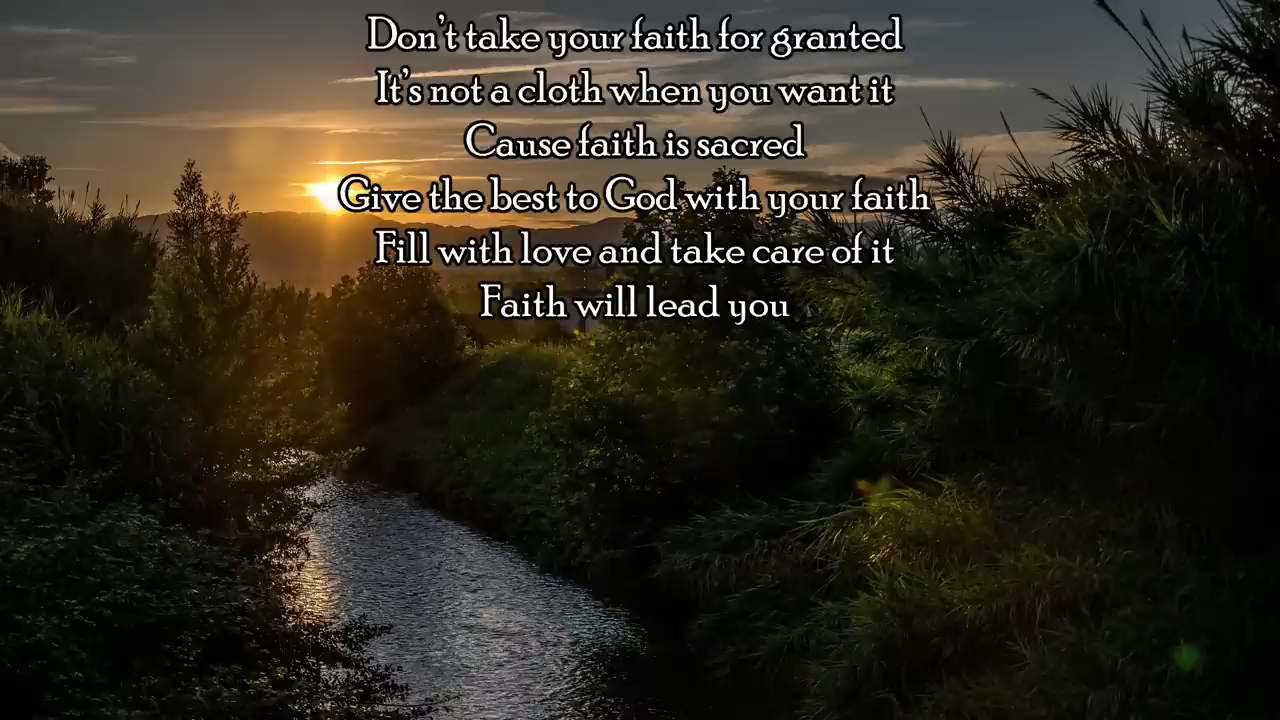 Don't take your faith for granted
It's not a cloth when you want it
Cause faith is sacred
Give the best to God with your faith
Fill with love and take care of it
Faith will lead you